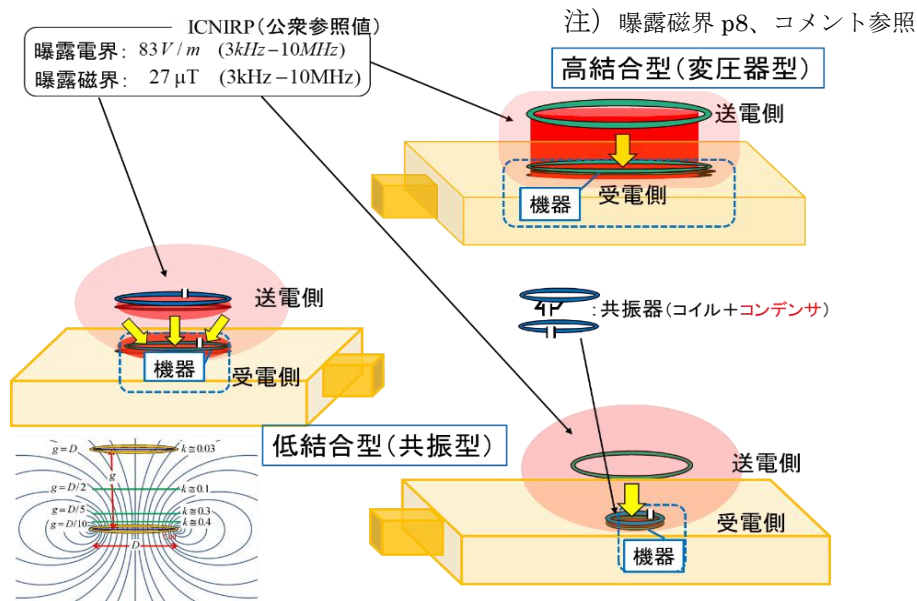 注）曝露磁界 p8、コメント参照
ICNIRP（公衆参照値）
曝露電界： 83V/m (3kHz−10MHz)
曝露磁界： 27 μT (3kHz−10MHz)
高結合型（変圧器型）
送電側
機器
受電側
送電側
機器
受電側
:共振器（コイル＋コンデンサ）
低結合型（共振型）
送電側
受電側
機器
g=D k≅0.03
g
g=D/2 k≅0.1
g=D/5 k≅0.3
g=D/10 k≅0.4
D